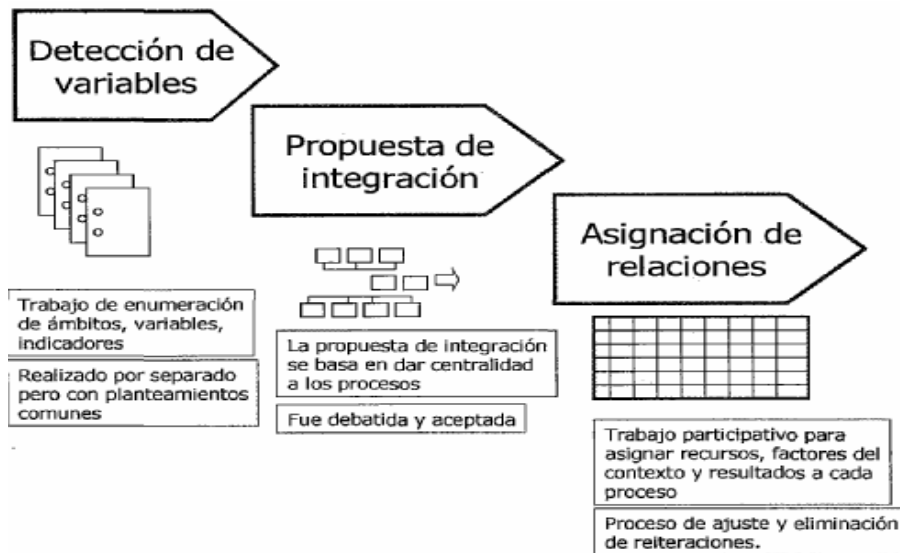 Detección de
variables
Propuesta de
integración
Asignación de
relaciones
Trabajo de enumeración
de ámbitos, variables,
indicadores
Realizado por separado
pero con planteamientos
comunes
La propuesta de integración
se basa en dar centralidad
a los procesos
Fue debatida y aceptada
Trabajo participativo para
asignar recursos, factores del
contexto y resultados a cada
proceso
Proceso de ajuste y eliminación
de reiteraciones.